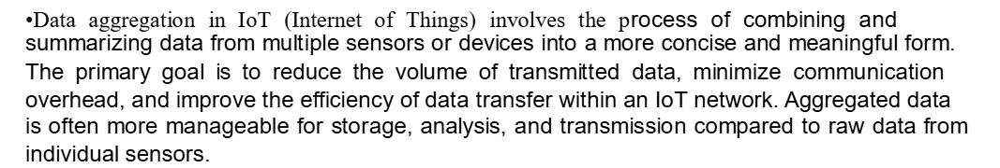 •Data aggregation in IoT (Internet of Things) involves the process of combining and
summarizing data from multiple sensors or devices into a more concise and meaningful form.
The primary goal is to reduce the volume of transmitted data, minimize communication
overhead, and improve the efficiency of data transfer within an IoT network. Aggregated data
is often more manageable for storage, analysis, and transmission compared to raw data from
individual sensors.